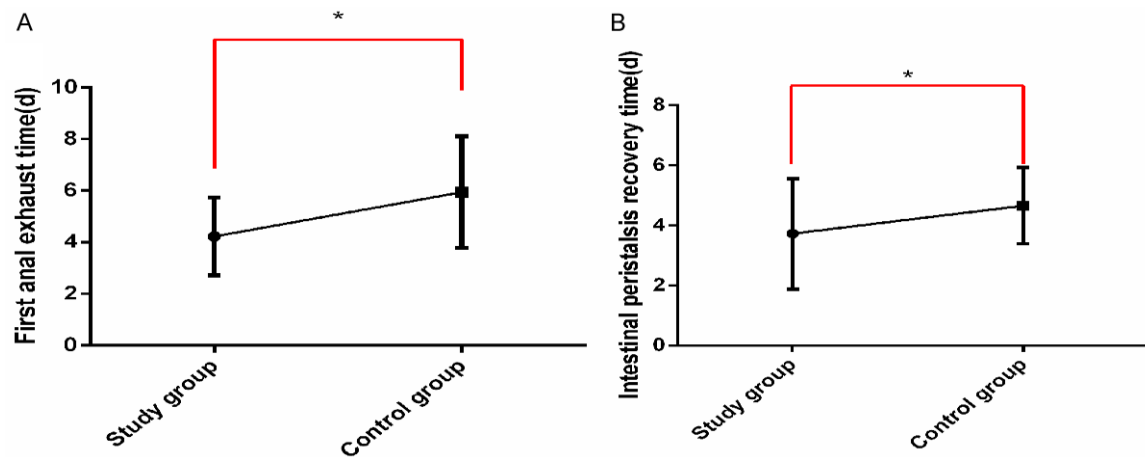 A
*
First anal exhaust time(d)
10
8
6
4
2
0
Study group
Control group
B
*
Intestinal peristalsis recovery time(d)
8
6
4
2
0
Study group
Control group